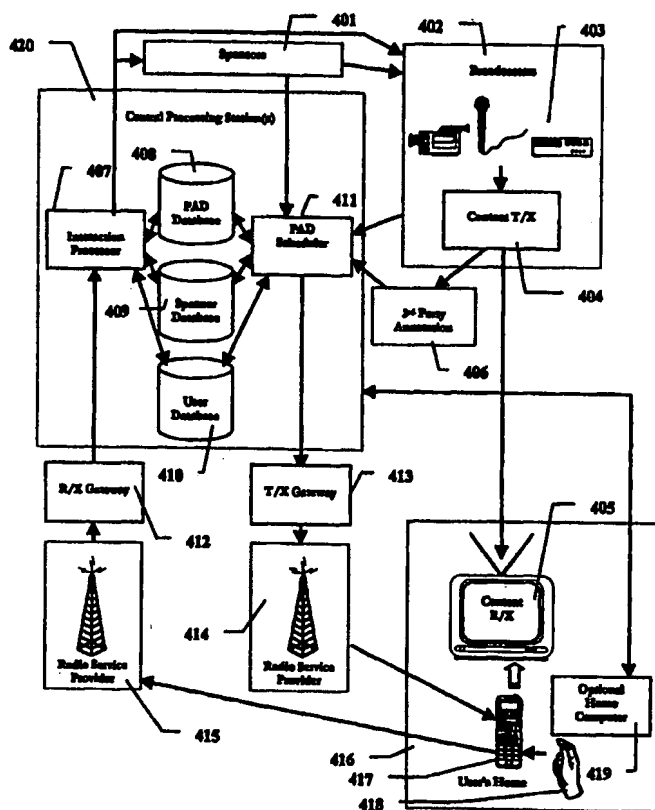 401
402
403
420
Sponsors
Broadcasters
Central Processing Station(s)
408
407
411
PAD
Database
PAD
Scheduler
Instruction
Processor
Content T/X
404
409
Sponsor
Database
3rd Party
Annotation
406
User
Database
410
R/X Gateway
412
T/X Gateway
413
405
Content
R/X
414
Radio Service
Provider
Radio Service
Provider
415
Optional
Home
Computer
416
417
User's Home
419
418